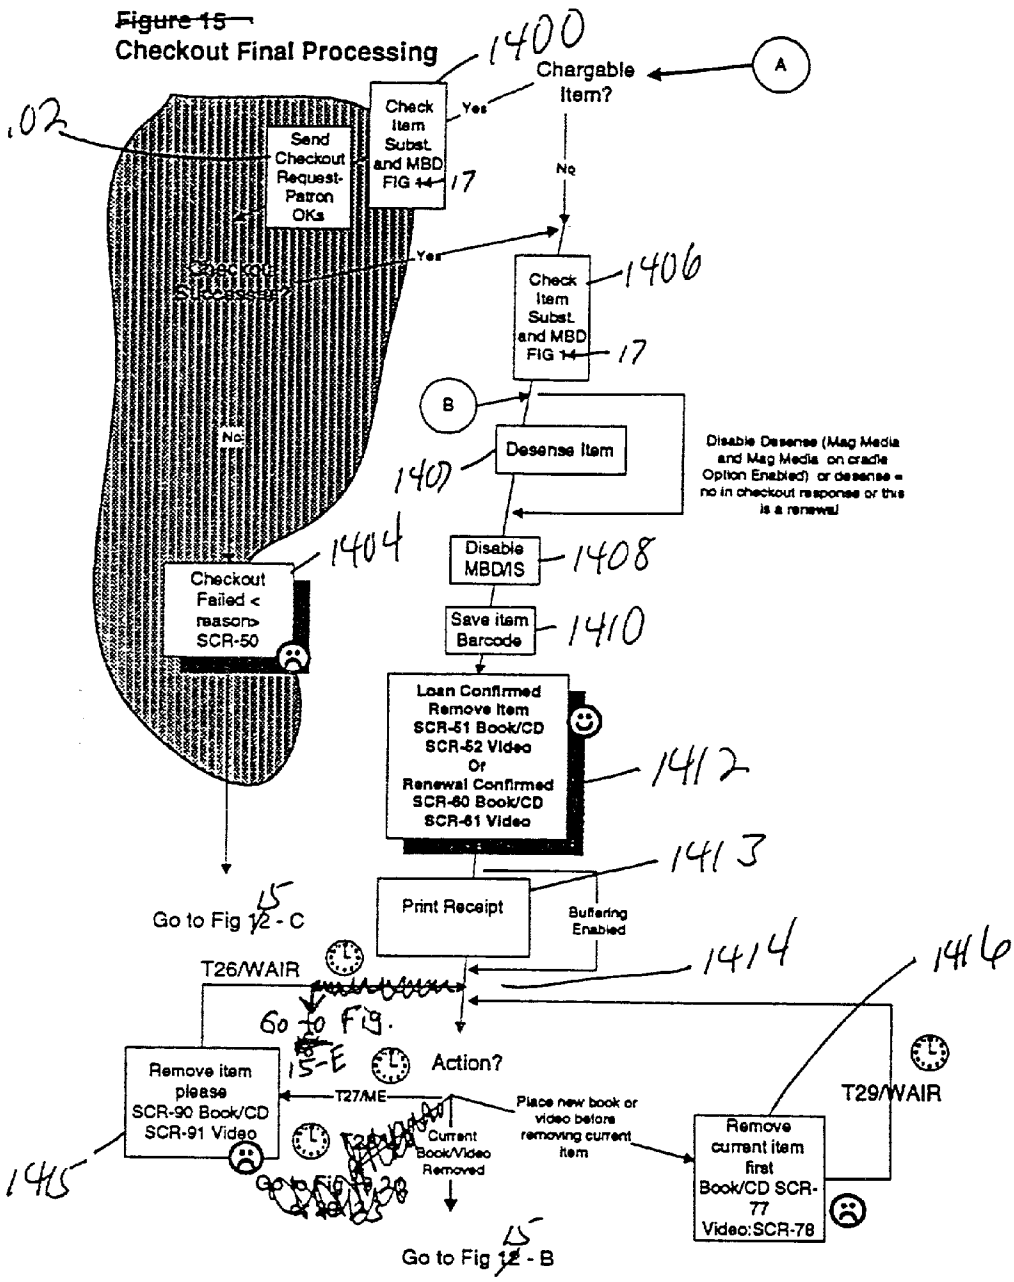 Figure 15
Checkout Final Processing
1400
A
Chargable
Item?
Yes
Check
Item
Subst.
and MBD
FIG 14 17
.02
Send
Checkout
Request-
Patron
OKs
No
Checkout
Successse?
Yes
1406
Check
Item
Subst.
and MBD
FIG 14 17
B
No
Desense Item
1407
Disable Desense (Mag Media
and Mag Media on cradle
Option Enabled) or desense =
no in checkout response or this
is a renewal
1404
Checkout
Failed <
reason>
SCR-50
Disable
MBD/IS
1408
Save item
Barcode
1410
Loan Confirmed
Remove Item
SCR-51 Book/CD
SCR-52 Video
Or
Renewal Confirmed
SCR-60 Book/CD
SCR-61 Video
1412
1413
Print Receipt
Buffering
Enabled
15
Go to Fig 12 - C
T26/WAIR
1414
1416
Go to Fig.
15-E
Action?
T29/WAIR
Remove item
please
SCR-90 Book/CD
SCR-91 Video
T27/ME
Current
Book/Video
Removed
Place new book or
video before
removing current
item
Remove
current item
first
Book/CD SCR-
77
Video:SCR-78
1415
15
Go to Fig 12 - B